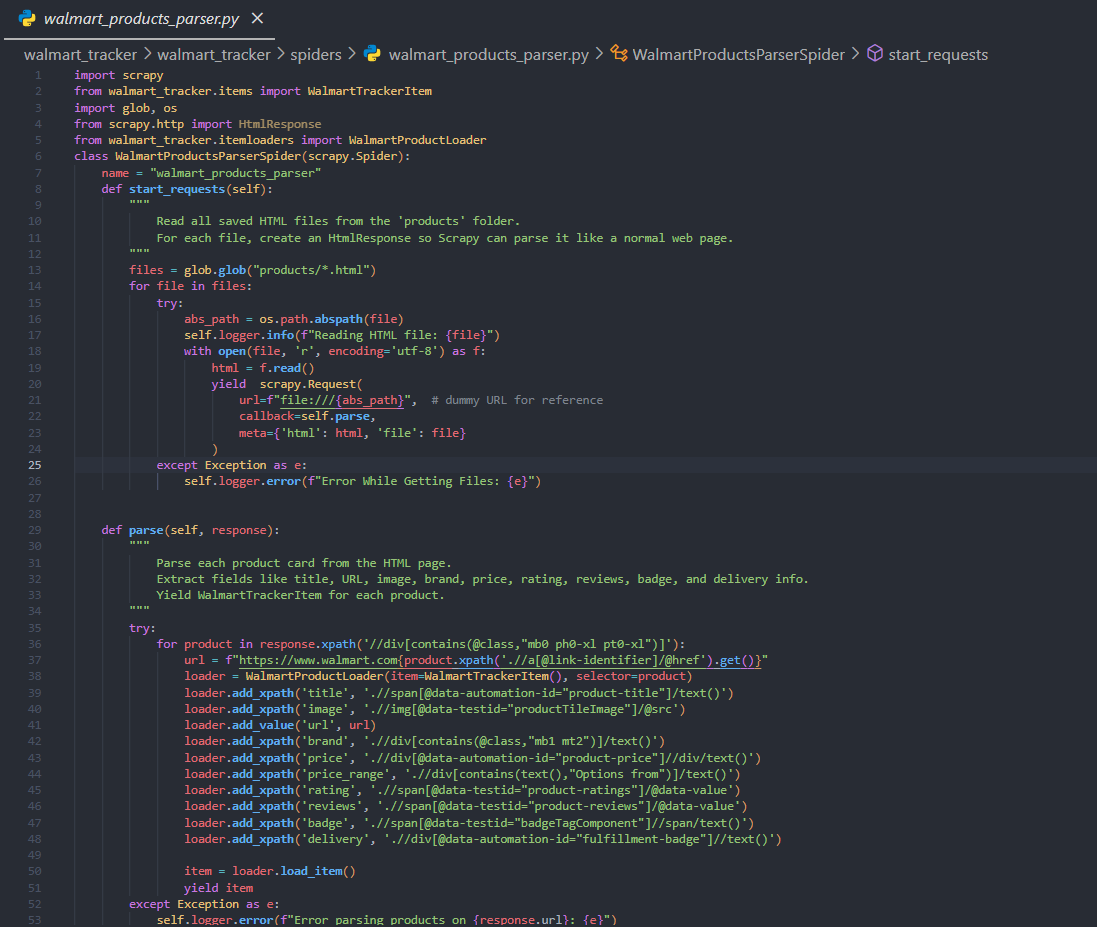 walmart_products_parser.py ×
walmart_tracker > walmart_tracker > spiders > walmart_products_parser.py > WalmartProductsParserSpider > start_requests
1 import scrapy
2 from walmart_tracker.items import WalmartTrackerItem
3 import glob, os
4 from scrapy.http import HtmlResponse
5 from walmart_tracker.itemloaders import WalmartProductLoader
6 class WalmartProductsParserSpider(scrapy.Spider):
7     name = "walmart_products_parser"
8     def start_requests(self):
9         """
10             Read all saved HTML files from the 'products' folder.
11             For each file, create an HtmlResponse so Scrapy can parse it like a normal web page.
12         """
13         files = glob.glob("products/*.html")
14         for file in files:
15             try:
16                 abs_path = os.path.abspath(file)
17                 self.logger.info(f"Reading HTML file: {file}")
18                 with open(file, 'r', encoding='utf-8') as f:
19                     html = f.read()
20                     yield  scrapy.Request(
21                         url=f"file:///{abs_path}",  # dummy URL for reference
22                         callback=self.parse,
23                         meta={'html': html, 'file': file}
24                     )
25             except Exception as e:
26                 self.logger.error(f"Error While Getting Files: {e}")
27
28
29     def parse(self, response):
30         """
31             Parse each product card from the HTML page.
32             Extract fields like title, URL, image, brand, price, rating, reviews, badge, and delivery info.
33             Yield WalmartTrackerItem for each product.
34         """
35         try:
36             for product in response.xpath('//div[contains(@class,"mb0 ph0-xl pt0-xl")]'):
37                 url = f"https://www.walmart.com{product.xpath('.//a[@link-identifier]/@href').get()}"
38                 loader = WalmartProductLoader(item=WalmartTrackerItem(), selector=product)
39                 loader.add_xpath('title', './/span[@data-automation-id="product-title"]/text()')
40                 loader.add_xpath('image', './/img[@data-testid="productTileImage"]/@src')
41                 loader.add_value('url', url)
42                 loader.add_xpath('brand', './/div[contains(@class,"mb1 mt2")]/text()')
43                 loader.add_xpath('price', './/div[@data-automation-id="product-price"]//div/text()')
44                 loader.add_xpath('price_range', './/div[contains(text(),"Options from")]/text()')
45                 loader.add_xpath('rating', './/span[@data-testid="product-ratings"]/@data-value')
46                 loader.add_xpath('reviews', './/span[@data-testid="product-reviews"]/@data-value')
47                 loader.add_xpath('badge', './/span[@data-testid="badgeTagComponent"]//span/text()')
48                 loader.add_xpath('delivery', './/div[@data-automation-id="fulfillment-badge"]//text()')
49
50                 item = loader.load_item()
51                 yield item
52         except Exception as e:
53             self.logger.error(f"Error parsing products on {response.url}: {e}")